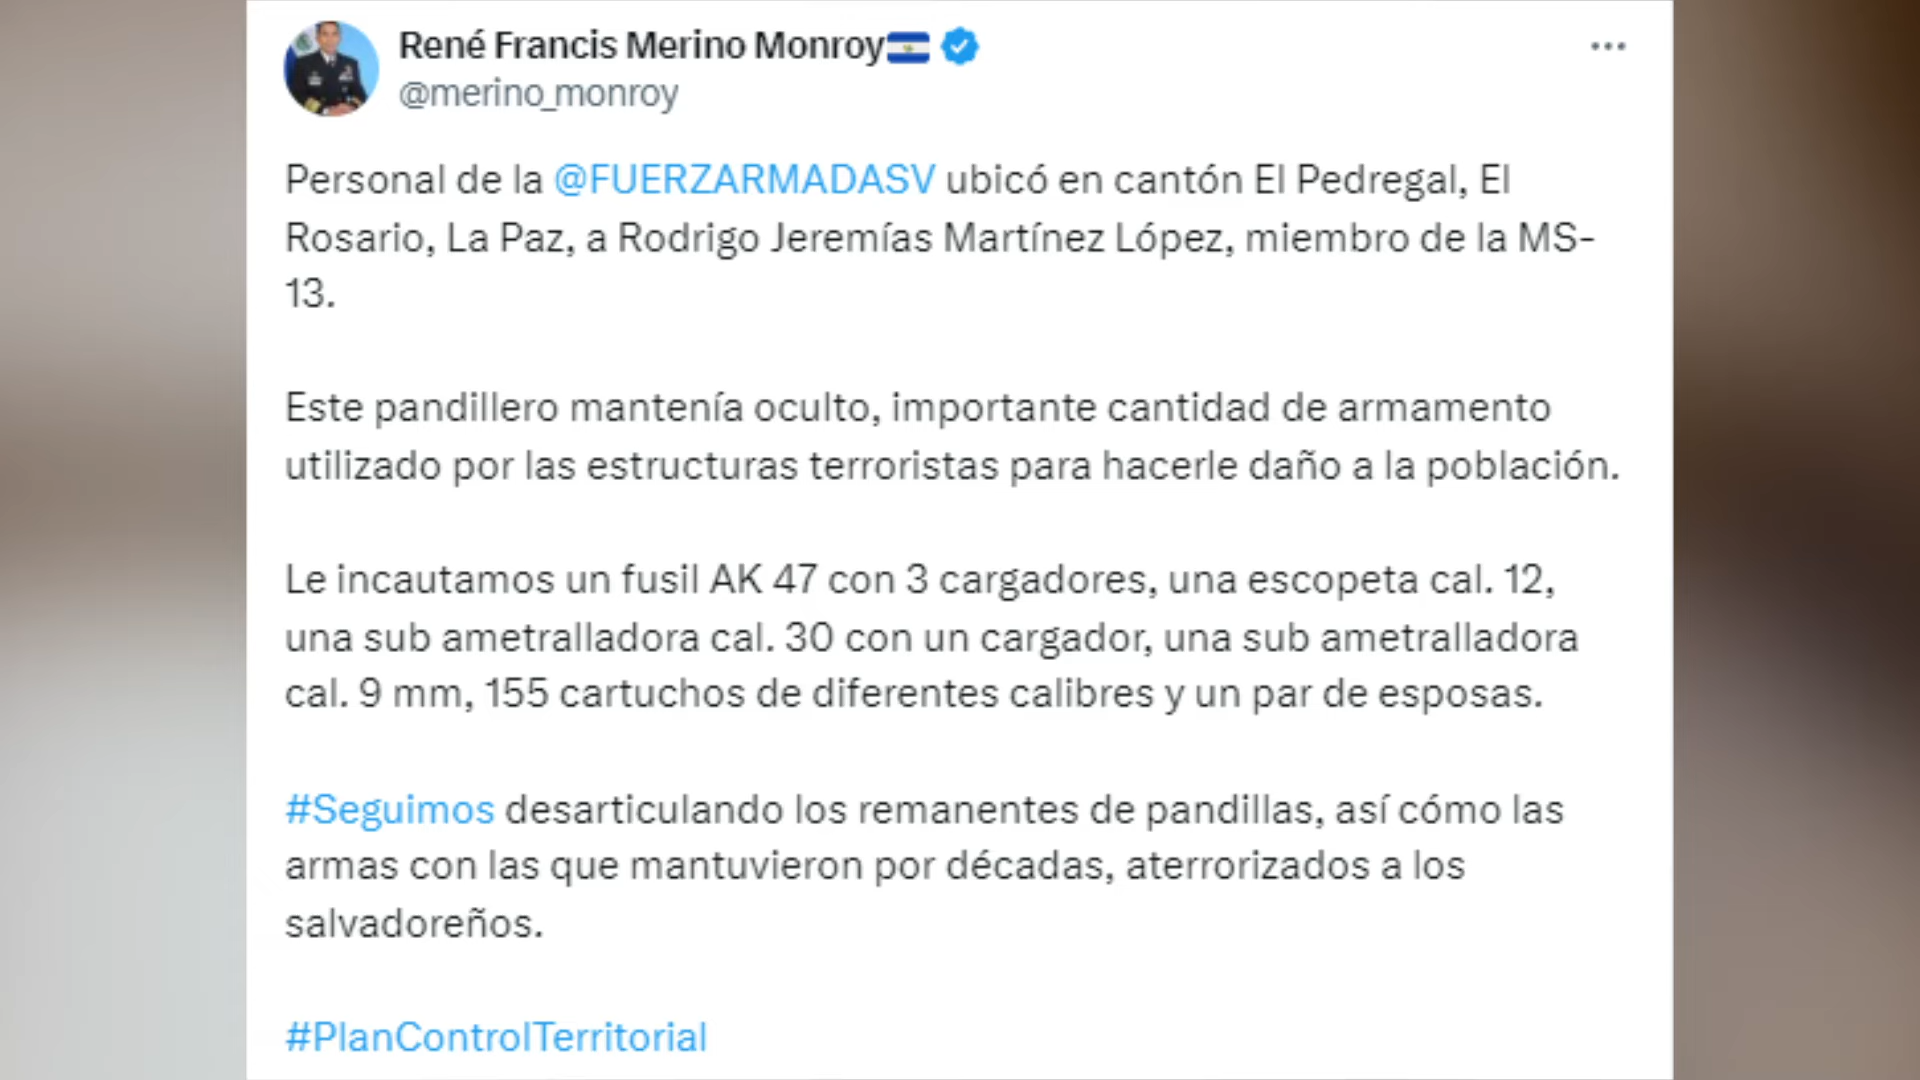 René Francis Merino Monroy
@merino_monroy
Personal de la @FUERZARMADASV ubicó en cantón El Pedregal, El
Rosario, La Paz, a Rodrigo Jeremías Martínez López, miembro de la MS-
13.
Este pandillero mantenía oculto, importante cantidad de armamento
utilizado por las estructuras terroristas para hacerle daño a la población.
Le incautamos un fusil AK 47 con 3 cargadores, una escopeta cal. 12,
una sub ametralladora cal. 30 con un cargador, una sub ametralladora
cal. 9 mm, 155 cartuchos de diferentes calibres y un par de esposas.
#Seguimos desarticulando los remanentes de pandillas, así cómo las
armas con las que mantuvieron por décadas, aterrorizados a los
salvadoreños.
#PlanControlTerritorial